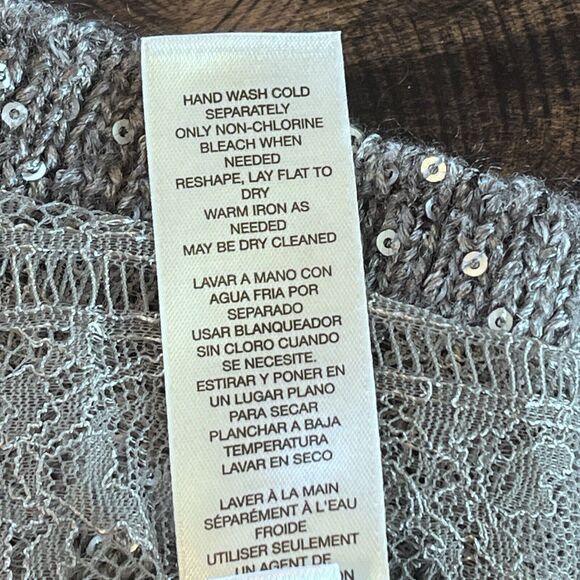 HAND WASH COLD
SEPARATELY
ONLY NON-CHLORINE
BLEACH WHEN
NEEDED
RESHAPE, LAY FLAT TO
DRY
WARM IRON AS
NEEDED
MAY BE DRY CLEANED
LAVAR A MANO CON
AGUA FRIA POR
SEPARADO
USAR BLANQUEADOR
SIN CLORO CUANDO
SE NECESITE.
ESTIRAR Y PONER EN
UN LUGAR PLANO
PARA SECAR
PLANCHAR A BAJA
TEMPERATURA
LAVAR EN SECO
LAVER À LA MAIN
SÉPARÉMENT À L'EAU
FROIDE
UTILISER SEULEMENT
UN AGENT DE